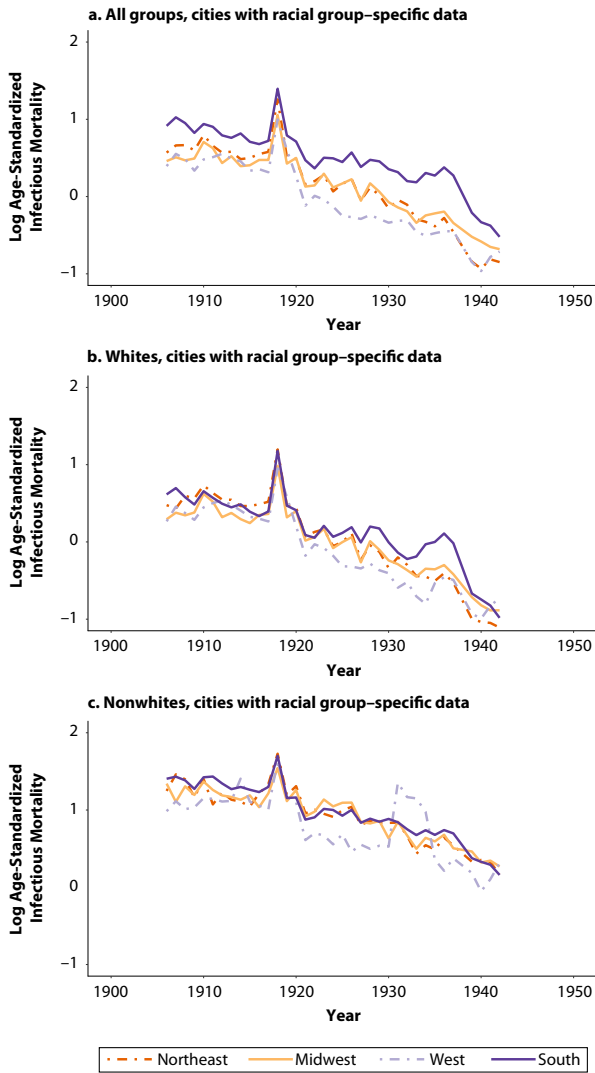 a. All groups, cities with racial group–specific data
Log Age-Standardized
Infectious Mortality
2
1
0
−1
1900 1910 1920 1930 1940 1950
Year
b. Whites, cities with racial group–specific data
Log Age-Standardized
Infectious Mortality
2
1
0
−1
1900 1910 1920 1930 1940 1950
Year
c. Nonwhites, cities with racial group–specific data
Log Age-Standardized
Infectious Mortality
2
1
0
−1
1900 1910 1920 1930 1940 1950
Year
Northeast Midwest West South